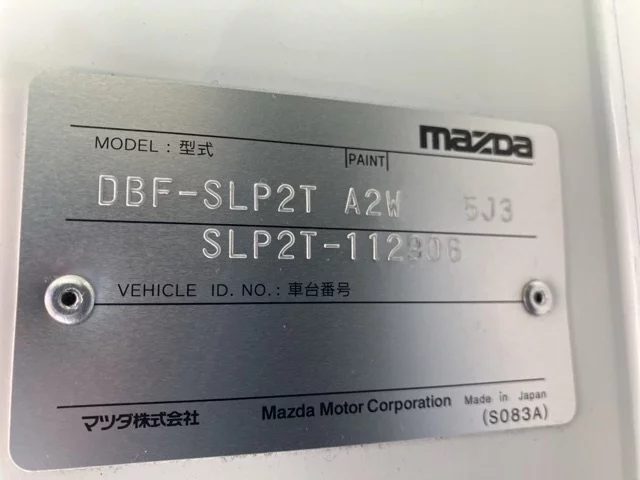 mazda
MODEL : 型式 PAINT
DBF-SLP2T A2W 5J3
SLP2T-112906
VEHICLE ID. NO. : 車台番号
マツダ株式会社 Mazda Motor Corporation Made in Japan
(S083A)